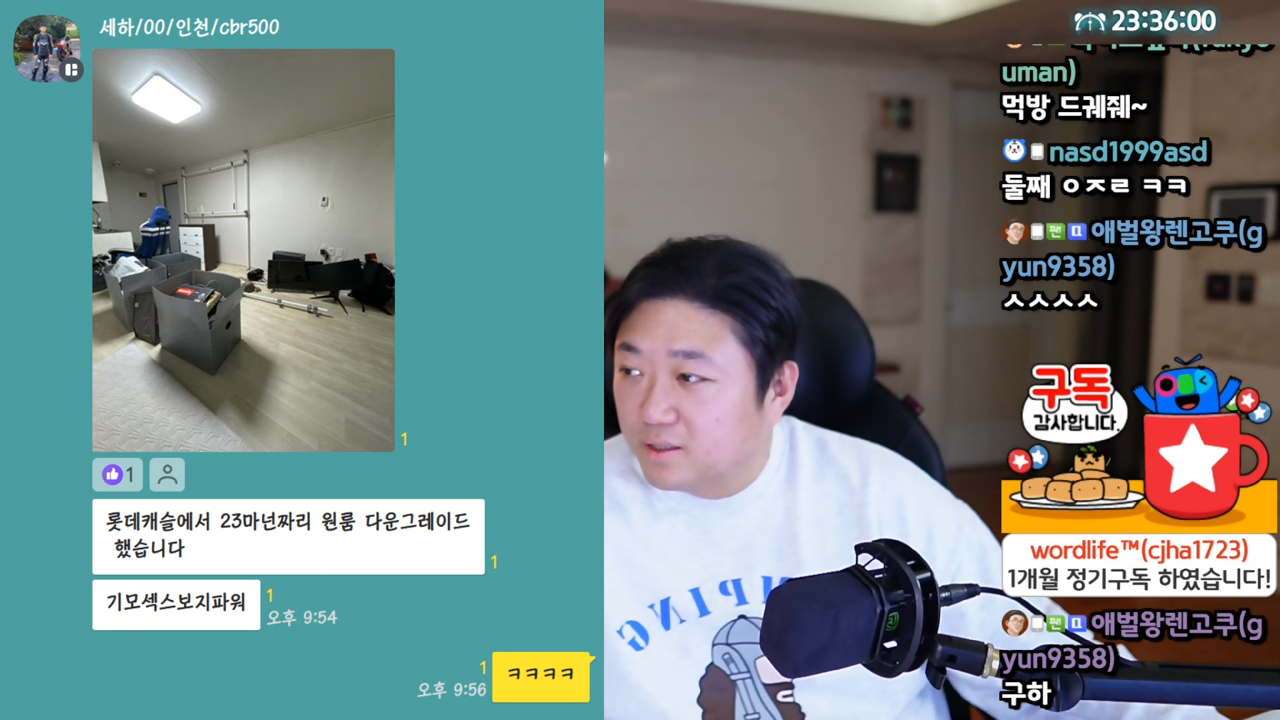 세하/00/인천/cbr500
1
1
롯데캐슬에서 23마넌짜리 원룸 다운그레이드
했습니다
1
기모섹스보지파워
1
오후 9:54
1
오후 9:56
ㅋㅋㅋㅋ
23:36:00
uman)
먹방 드궤줴~
nasd1999asd
둘째 ㅇㅈㄹ ㅋㅋ
팬 애벌왕렌고쿠(g
yun9358)
ㅅㅅㅅㅅ
구독
감사합니다.
wordlife™(cjha1723)
1개월 정기구독 하였습니다!
팬 애벌왕렌고쿠(g
yun9358)
구하